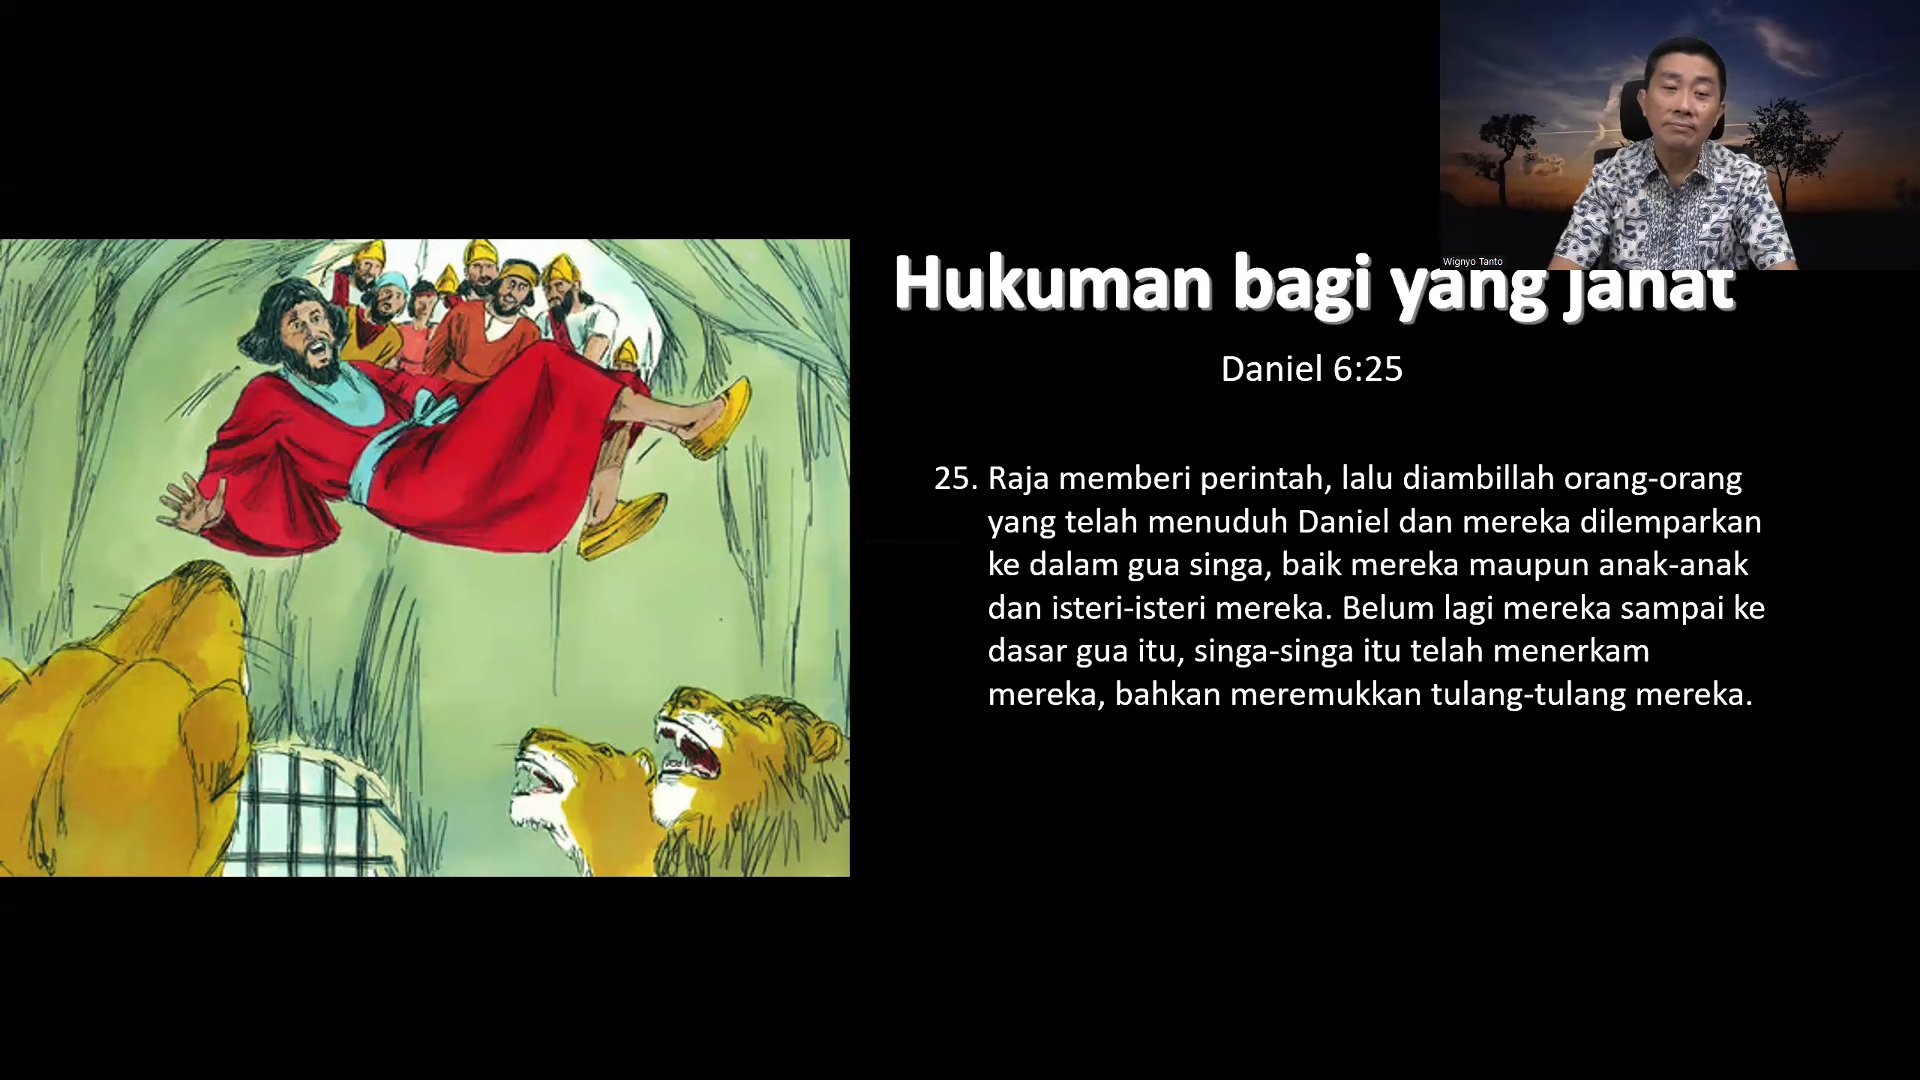 Wignyo Tanto
Hukuman bagi yang jahat
Daniel 6:25
25. Raja memberi perintah, lalu diambillah orang-orang
yang telah menuduh Daniel dan mereka dilemparkan
ke dalam gua singa, baik mereka maupun anak-anak
dan isteri-isteri mereka. Belum lagi mereka sampai ke
dasar gua itu, singa-singa itu telah menerkam
mereka, bahkan meremukkan tulang-tulang mereka.